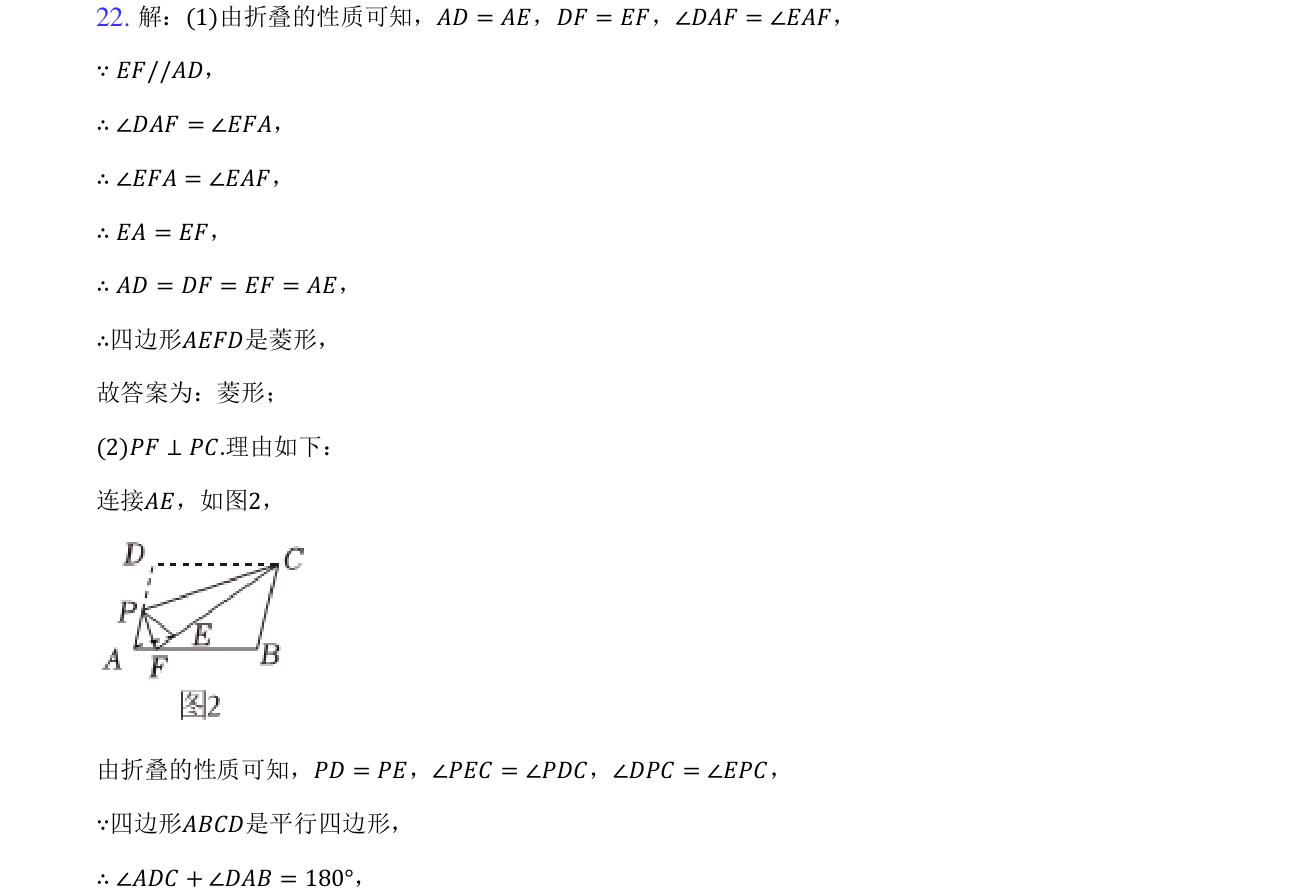 22. 解：(1)由折叠的性质可知，AD = AE，DF = EF，∠DAF = ∠EAF，
∵ EF//AD，
∴ ∠DAF = ∠EFA，
∴ ∠EFA = ∠EAF，
∴ EA = EF，
∴ AD = DF = EF = AE，
∴四边形AEFD是菱形，
故答案为：菱形；
(2)PF ⊥ PC.理由如下：
连接AE，如图2，
D
C
P
E
A
F
B
图2
由折叠的性质可知，PD = PE，∠PEC = ∠PDC，∠DPC = ∠EPC，
∵四边形ABCD是平行四边形，
∴ ∠ADC + ∠DAB = 180°，